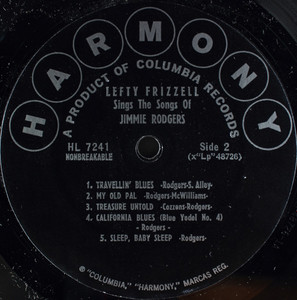 HARMONY
A PRODUCT OF COLUMBIA RECORDS
LEFTY FRIZZELL
Sings The Songs Of
JIMMIE RODGERS
HL 7241
NONBREAKABLE
Side 2
(x"Lp"48726)
1. TRAVELLIN' BLUES -Rodgers-S. Alley-
2. MY OLD PAL -Rodgers-McWilliams-
3. TREASURE UNTOLD -Cozzens-Rodgers-
4. CALIFORNIA BLUES (Blue Yodel No. 4)
- Rodgers -
5. SLEEP, BABY SLEEP -Rodgers-
® "COLUMBIA," "HARMONY," MARCAS REG.